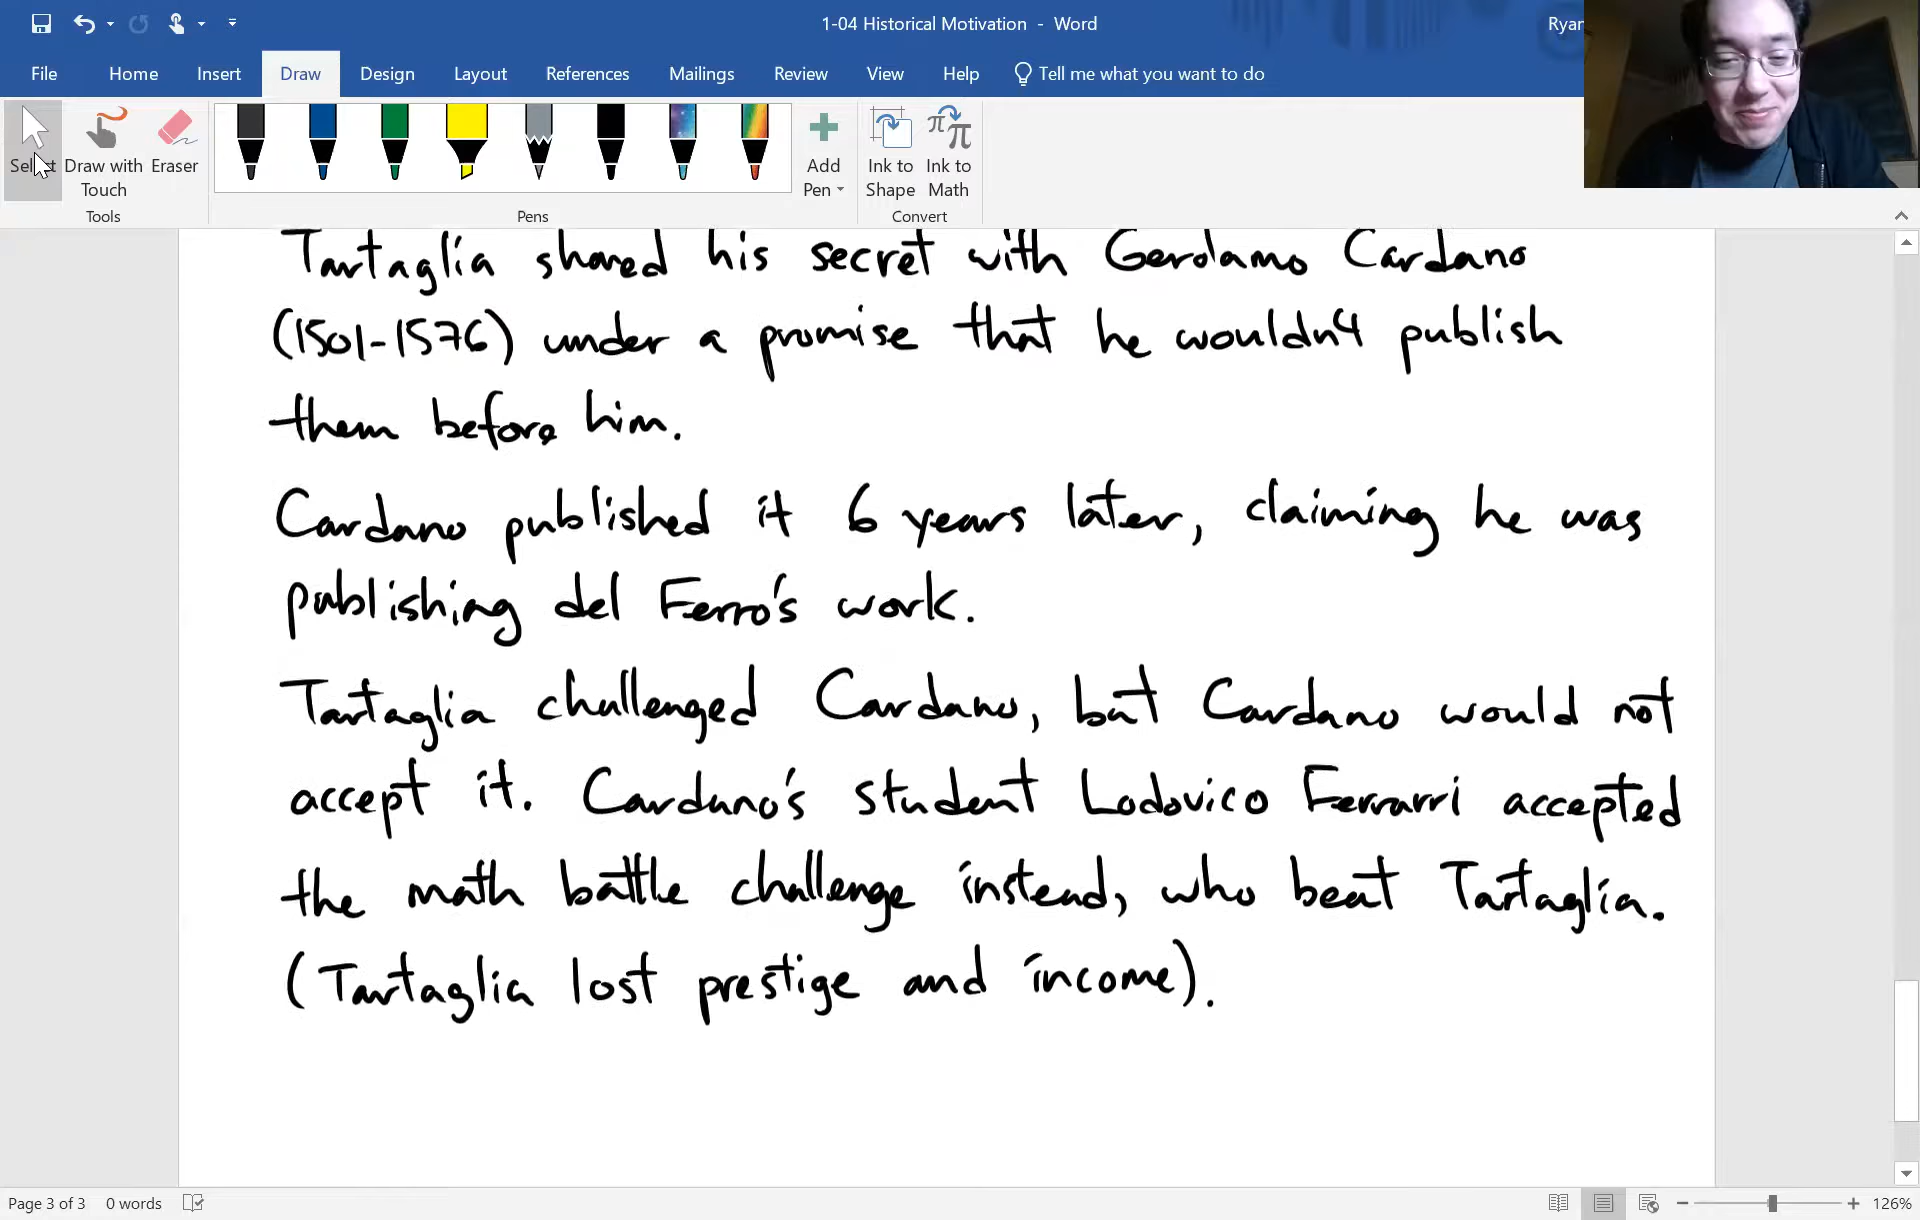 1-04 Historical Motivation - Word
Ryan
File Home Insert Draw Design Layout References Mailings Review View Help Tell me what you want to do
Select Draw with Touch Eraser
Add Pen
Ink to Shape
Ink to Math
Tools Pens Convert
Tartaglia shared his secret with Gerolamo Cardano
(1501-1576) under a promise that he wouldn't publish
them before him.
Cardano published it 6 years later, claiming he was
publishing del Ferro's work.
Tartaglia challenged Cardano, but Cardano would not
accept it. Cardano's student Lodovico Ferrarri accepted
the math battle challenge instead, who beat Tartaglia.
(Tartaglia lost prestige and income).
Page 3 of 3 0 words 126%